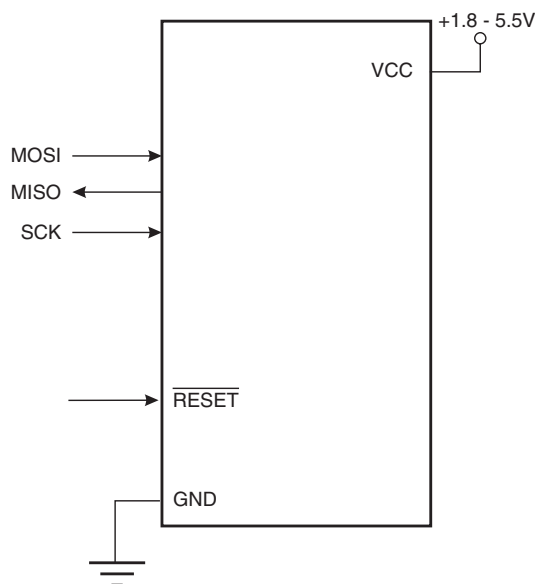 +1.8 - 5.5V
VCC
MOSI
MISO
SCK
RESET
GND